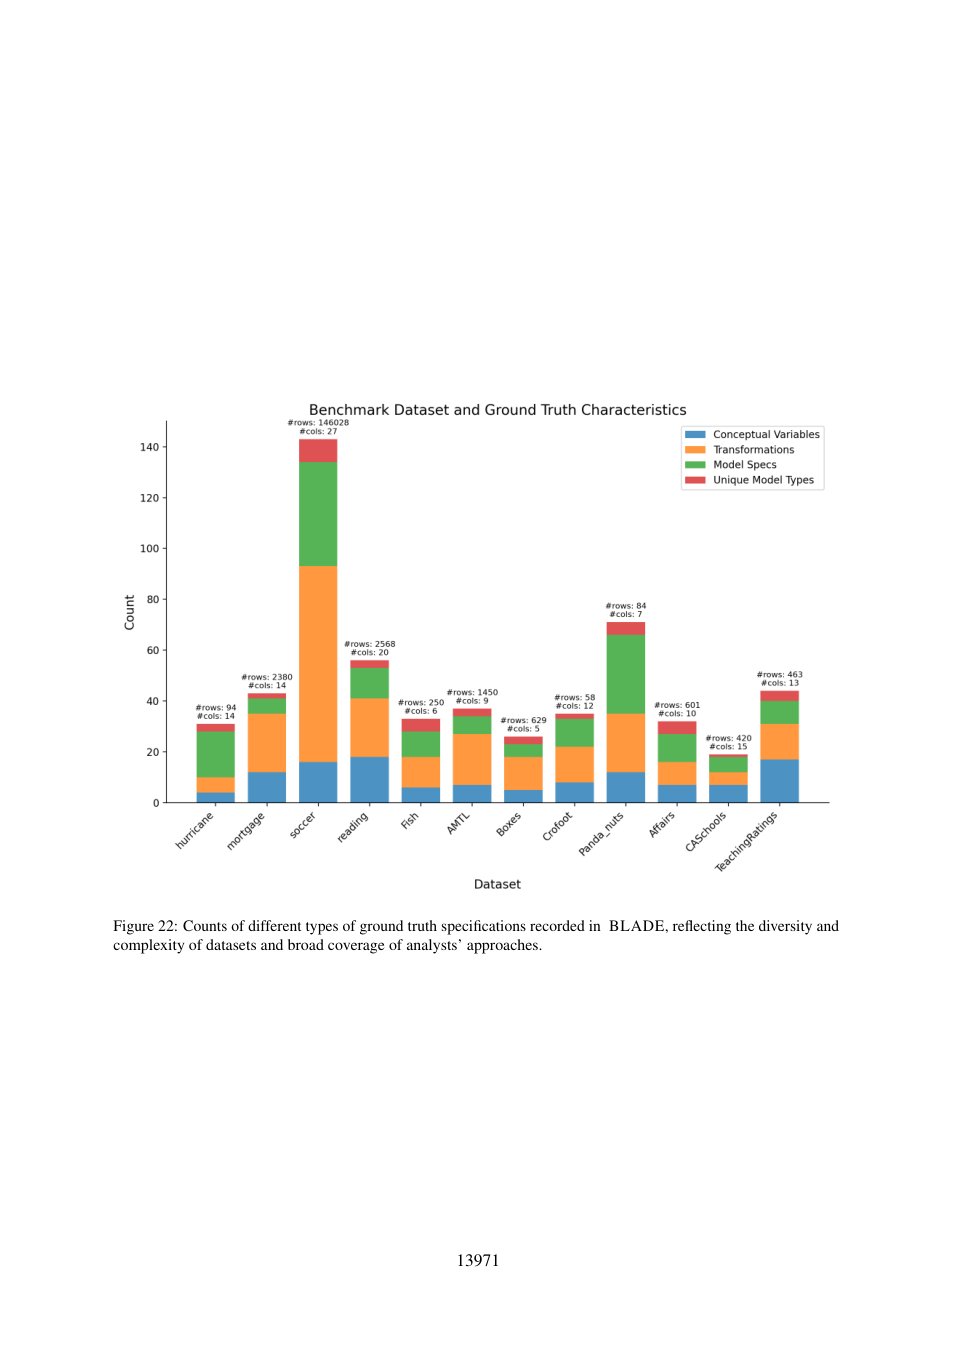 Benchmark Dataset and Ground Truth Characteristics
#rows: 146028
#cols: 27
Conceptual Variables
Transformations
Model Specs
Unique Model Types
140
120
100
80
60
40
20
0
Count
#rows: 94
#cols: 14
#rows: 2380
#cols: 14
#rows: 2568
#cols: 20
#rows: 250
#cols: 6
#rows: 1450
#cols: 9
#rows: 629
#cols: 5
#rows: 58
#cols: 12
#rows: 84
#cols: 7
#rows: 601
#cols: 10
#rows: 420
#cols: 15
#rows: 463
#cols: 13
hurricane
mortgage
soccer
reading
Fish
AMTL
Boxes
Crofoot
Panda_nuts
Affairs
CASchools
TeachingRatings
Dataset
Figure 22: Counts of different types of ground truth specifications recorded in BLADE, reflecting the diversity and
complexity of datasets and broad coverage of analysts’ approaches.
13971